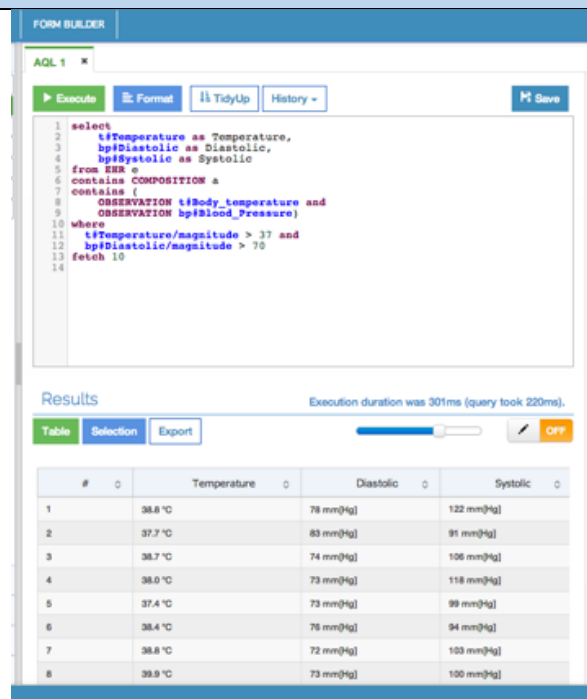 FORM BUILDER
AQL 1 ×
Execute Format TidyUp History Save
1 select
2 t#Temperature as Temperature,
3 bp#Diastolic as Diastolic,
4 bp#Systolic as Systolic
5 from EHR e
6 contains COMPOSITION a
7 contains (
8 OBSERVATION t#Body_temperature and
9 OBSERVATION bp#Blood_Pressure)
10 where
11 t#Temperature/magnitude > 37 and
12 bp#Diastolic/magnitude > 70
13 fetch 10
14
Results Execution duration was 301ms (query took 220ms).
Table Selection Export OFF
# Temperature Diastolic Systolic
1 38.8 °C 78 mm[Hg] 122 mm[Hg]
2 37.7 °C 83 mm[Hg] 91 mm[Hg]
3 38.7 °C 74 mm[Hg] 106 mm[Hg]
4 38.0 °C 73 mm[Hg] 118 mm[Hg]
5 37.4 °C 73 mm[Hg] 99 mm[Hg]
6 38.4 °C 76 mm[Hg] 94 mm[Hg]
7 38.8 °C 72 mm[Hg] 103 mm[Hg]
8 39.9 °C 73 mm[Hg] 100 mm[Hg]